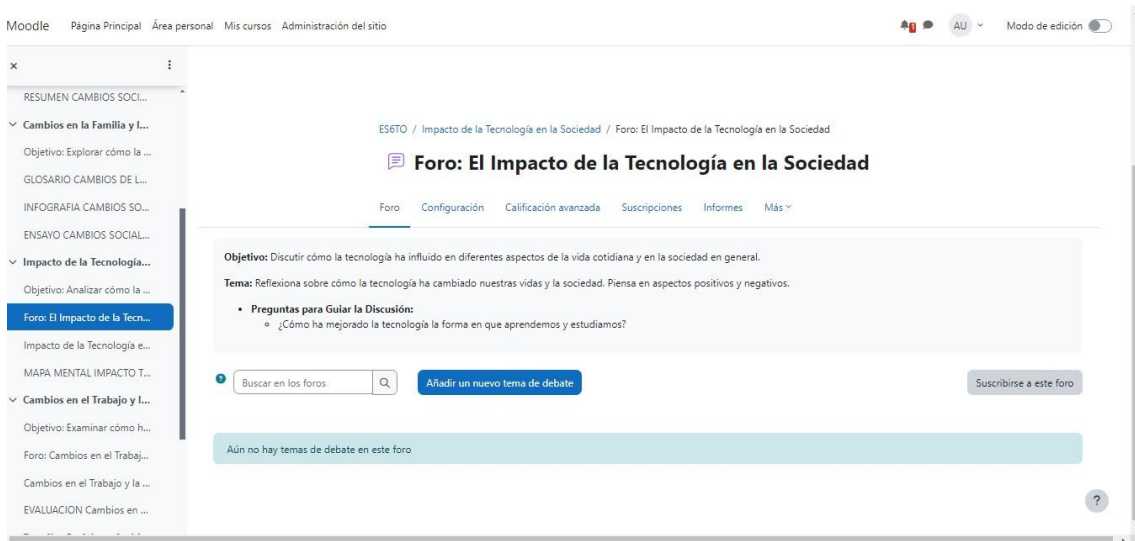 Moodle Página Principal Área personal Mis cursos Administración del sitio 1 AU Modo de edición
RESUMEN CAMBIOS SOCI...
Cambios en la Familia y l...
Objetivo: Explorar cómo la ...
GLOSARIO CAMBIOS DE L...
INFOGRAFIA CAMBIOS SO...
ENSAYO CAMBIOS SOCIAL...
Impacto de la Tecnología...
Objetivo: Analizar cómo la ...
Foro: El Impacto de la Tecn...
Impacto de la Tecnología e...
MAPA MENTAL IMPACTO T...
Cambios en el Trabajo y l...
Objetivo: Examinar cómo h...
Foro: Cambios en el Trabaj...
Cambios en el Trabajo y la ...
EVALUACION Cambios en ...
ES6TO / Impacto de la Tecnología en la Sociedad / Foro: El Impacto de la Tecnología en la Sociedad
Foro: El Impacto de la Tecnología en la Sociedad
Foro Configuración Calificación avanzada Suscripciones Informes Más
Objetivo: Discutir cómo la tecnología ha influido en diferentes aspectos de la vida cotidiana y en la sociedad en general.
Tema: Reflexiona sobre cómo la tecnología ha cambiado nuestras vidas y la sociedad. Piensa en aspectos positivos y negativos.
• Preguntas para Guiar la Discusión:
¿Cómo ha mejorado la tecnología la forma en que aprendemos y estudiamos?
? Buscar en los foros Añadir un nuevo tema de debate Suscribirse a este foro
Aún no hay temas de debate en este foro
?